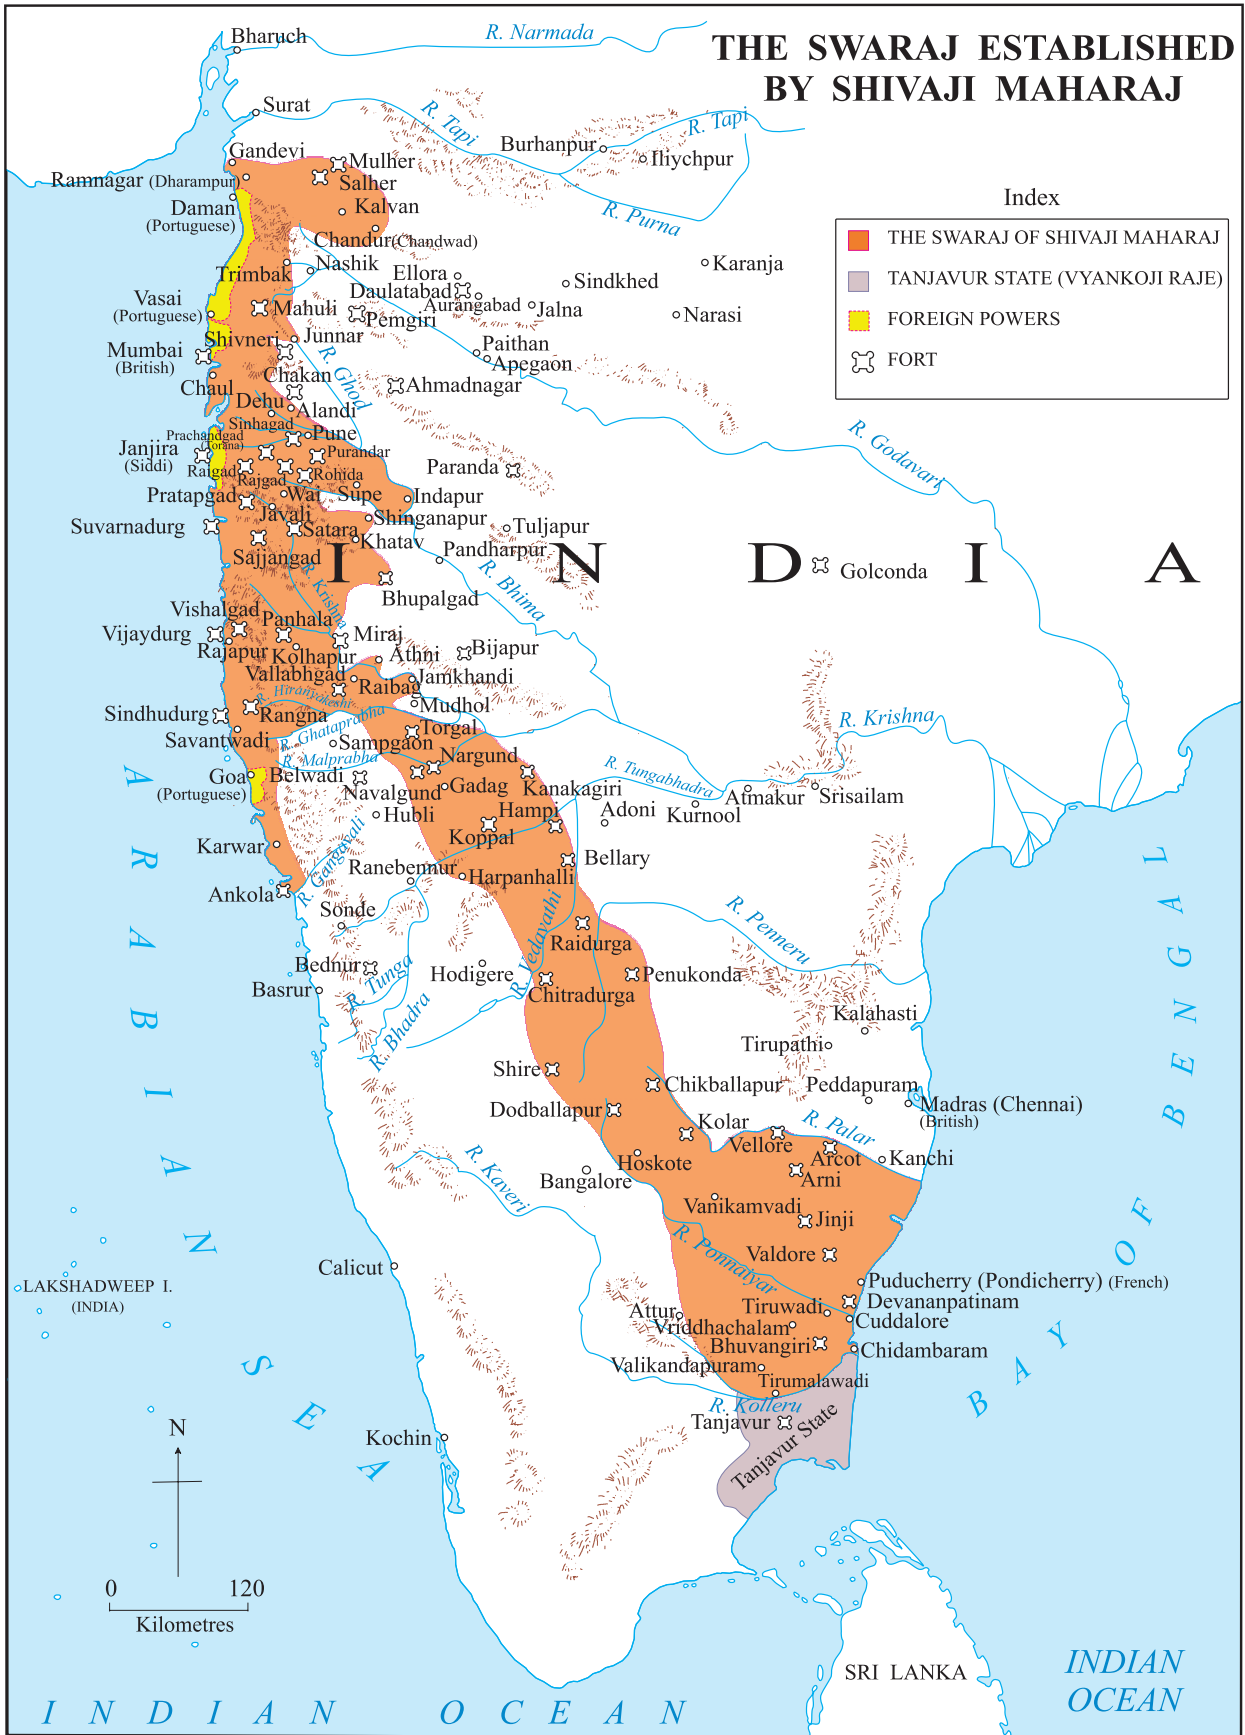 THE SWARAJ ESTABLISHED
BY SHIVAJI MAHARAJ
Bharuch
R. Narmada
Surat
R. Tapi
R. Tapi
Burhanpur
Iliychpur
Gandevi
Mulher
Ramnagar (Dharampur)
Salher
Daman
(Portuguese)
Kalvan
R. Purna
Chandur (Chandwad)
Index
THE SWARAJ OF SHIVAJI MAHARAJ
TANJAVUR STATE (VYANKOJI RAJE)
FOREIGN POWERS
FORT
Trimbak
Nashik
Ellora
Daulatabad
Aurangabad
Sindkhed
Karanja
Vasai
(Portuguese)
Mahuli
Pemgiri
Jalna
Narasi
Shivneri
Junnar
Mumbai
(British)
Paithan
Apegaon
R. Ghod
Chaul
Chakan
Ahmadnagar
Dehu
Alandi
R. Godavari
Sinhagad
Pune
Prachandgad
(Torna)
Janjira
(Siddi)
Purandar
Raigad
Rajgad
Rohida
Paranda
Pratapgad
Wai
Supe
Indapur
Javali
Shinganapur
Suvarnadurg
Satara
Khatav
Tuljapur
Sajjangad
Pandharpur
I N D I A
Golconda
R. Krishna
R. Bhima
Bhupalgad
Vishalgad
Panhala
Vijaydurg
Miraj
Rajapur
Kolhapur
Athni
Bijapur
Vallabhgad
Raibag
Jamkhandi
R. Hiranyakeshi
Mudhol
Sindhudurg
Rangna
R. Ghataprabha
Torgal
R. Krishna
Savantwadi
Sampgaon
R. Malprabha
Nargund
Goa
(Portuguese)
Belwadi
Navalgund
Gadag
Kanakagiri
R. Tungabhadra
Atmakur
Srisailam
Hubli
Hampi
Adoni
Kurnool
Karwar
Koppal
R. Gangavali
Ranebennur
Harpanhalli
Bellary
Ankola
Sonde
R. Vedavathi
R. Penneru
Raidurga
Bednur
R. Tunga
Hodigere
Penukonda
Basrur
Chitradurga
R. Bhadra
Kalahasti
Tirupathi
Shire
Chikballapur
Peddapuram
Dodballapur
Madras (Chennai)
(British)
Kolar
R. Palar
Vellore
R. Kaveri
Hoskote
Arcot
Kanchi
Bangalore
Arni
Vanikamvadi
Jinji
R. Ponnaiyar
Valdore
Calicut
LAKSHADWEEP I.
(INDIA)
Puducherry (Pondicherry) (French)
Attur
Tiruwadi
Devananpatinam
Vriddhachalam
Cuddalore
Bhuvangiri
Chidambaram
Valikandapuram
Tirumalawadi
R. Kolleru
Tanjavur
Tanjavur State
Kochin
ARABIAN SEA
BAY OF BENGAL
N
0 120
Kilometres
SRI LANKA
INDIAN
OCEAN
INDIAN OCEAN